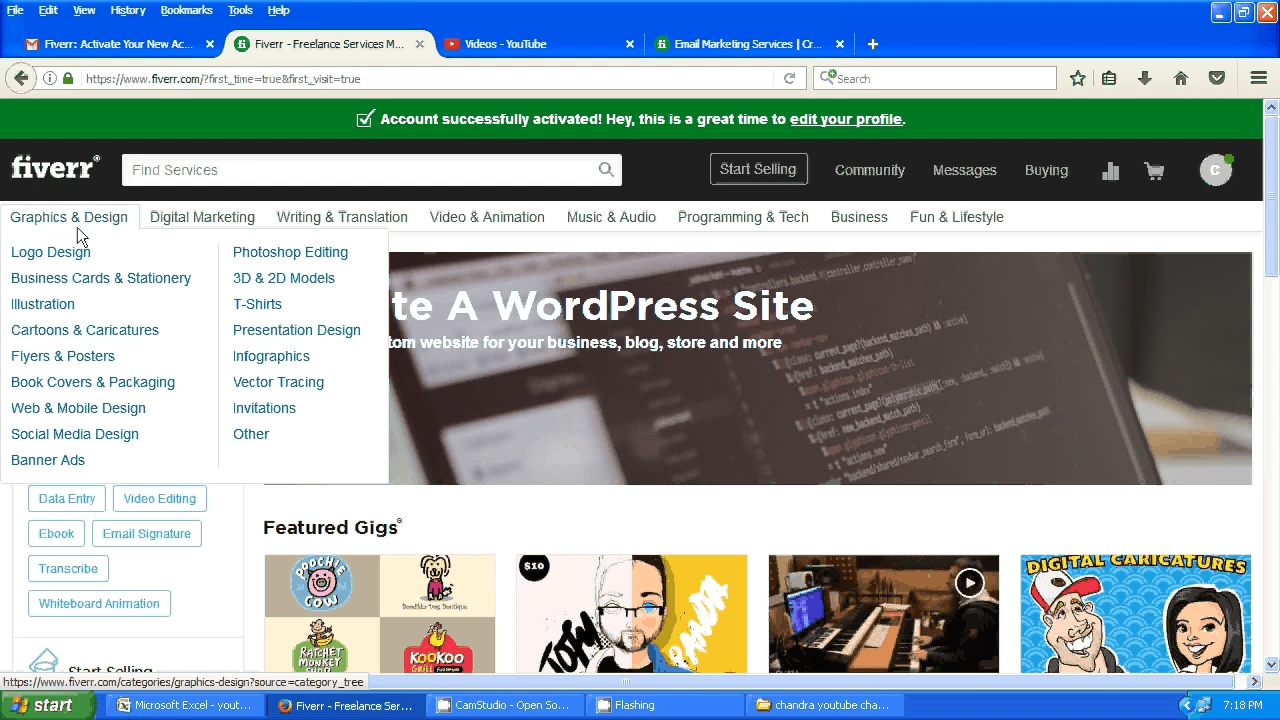 File Edit View History Bookmarks Tools Help
Fiverr: Activate Your New Ac...
Fiverr - Freelance Services M...
Videos - YouTube
Email Marketing Services | Cr...
https://www.fiverr.com/?first_time=true&first_visit=true
Search
Account successfully activated! Hey, this is a great time to edit your profile.
fiverr®
Find Services
Start Selling
Community
Messages
Buying
C
Graphics & Design
Digital Marketing
Writing & Translation
Video & Animation
Music & Audio
Programming & Tech
Business
Fun & Lifestyle
Logo Design
Business Cards & Stationery
Illustration
Cartoons & Caricatures
Flyers & Posters
Book Covers & Packaging
Web & Mobile Design
Social Media Design
Banner Ads
Photoshop Editing
3D & 2D Models
T-Shirts
Presentation Design
Infographics
Vector Tracing
Invitations
Other
te A WordPress Site
tom website for your business, blog, store and more
Data Entry
Video Editing
Ebook
Email Signature
Transcribe
Whiteboard Animation
Start Selling
Featured Gigs
POOCHIE COW
RATCHET MONKEY
KOOKOO
GRILL
$10
DIGITAL CARICATURES
https://www.fiverr.com/categories/graphics-design?source=category_tree
start
Microsoft Excel - yout...
Fiverr - Freelance Ser...
CamStudio - Open So...
Flashing
chandra youtube cha...
7:18 PM